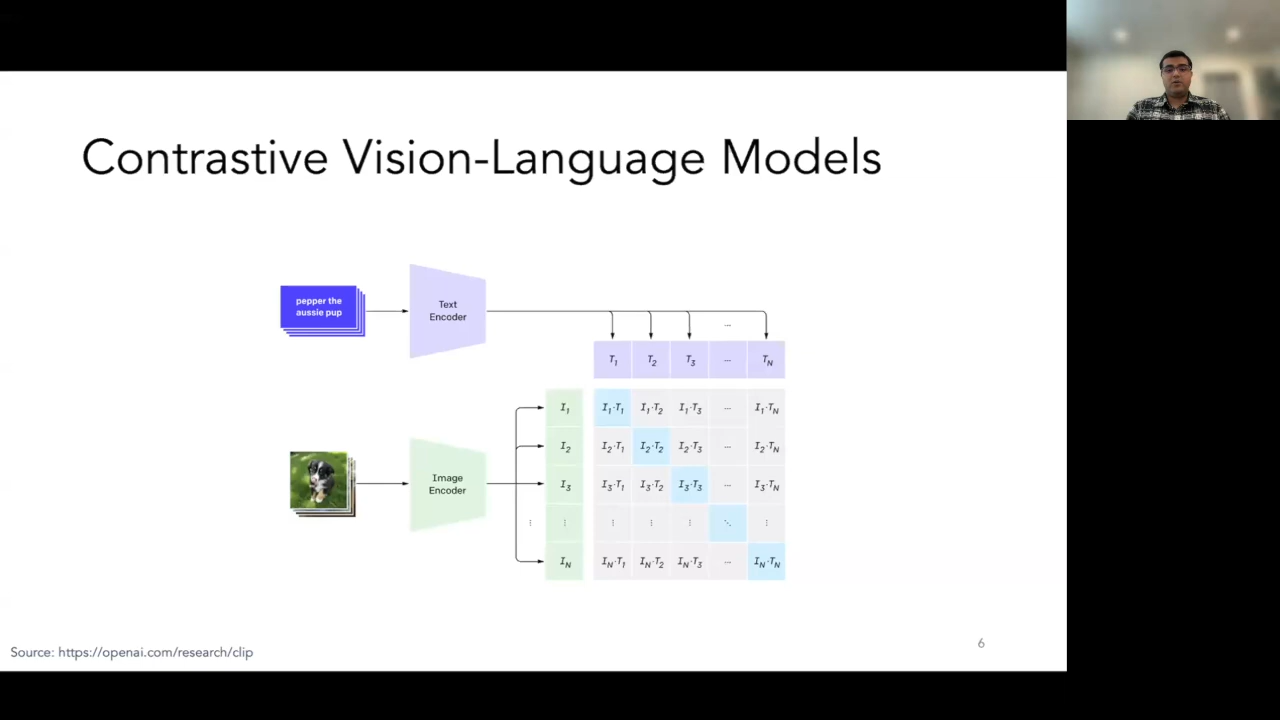 Contrastive Vision-Language Models
pepper the
aussie pup
Text
Encoder
...
T1 T2 T3 ... TN
I1 I1·T1 I1·T2 I1·T3 ... I1·TN
I2 I2·T1 I2·T2 I2·T3 ... I2·TN
Image
Encoder
I3 I3·T1 I3·T2 I3·T3 ... I3·TN
⋮ ⋮ ⋮ ⋮ ⋮ ⋱ ⋮
IN IN·T1 IN·T2 IN·T3 ... IN·TN
6
Source: https://openai.com/research/clip